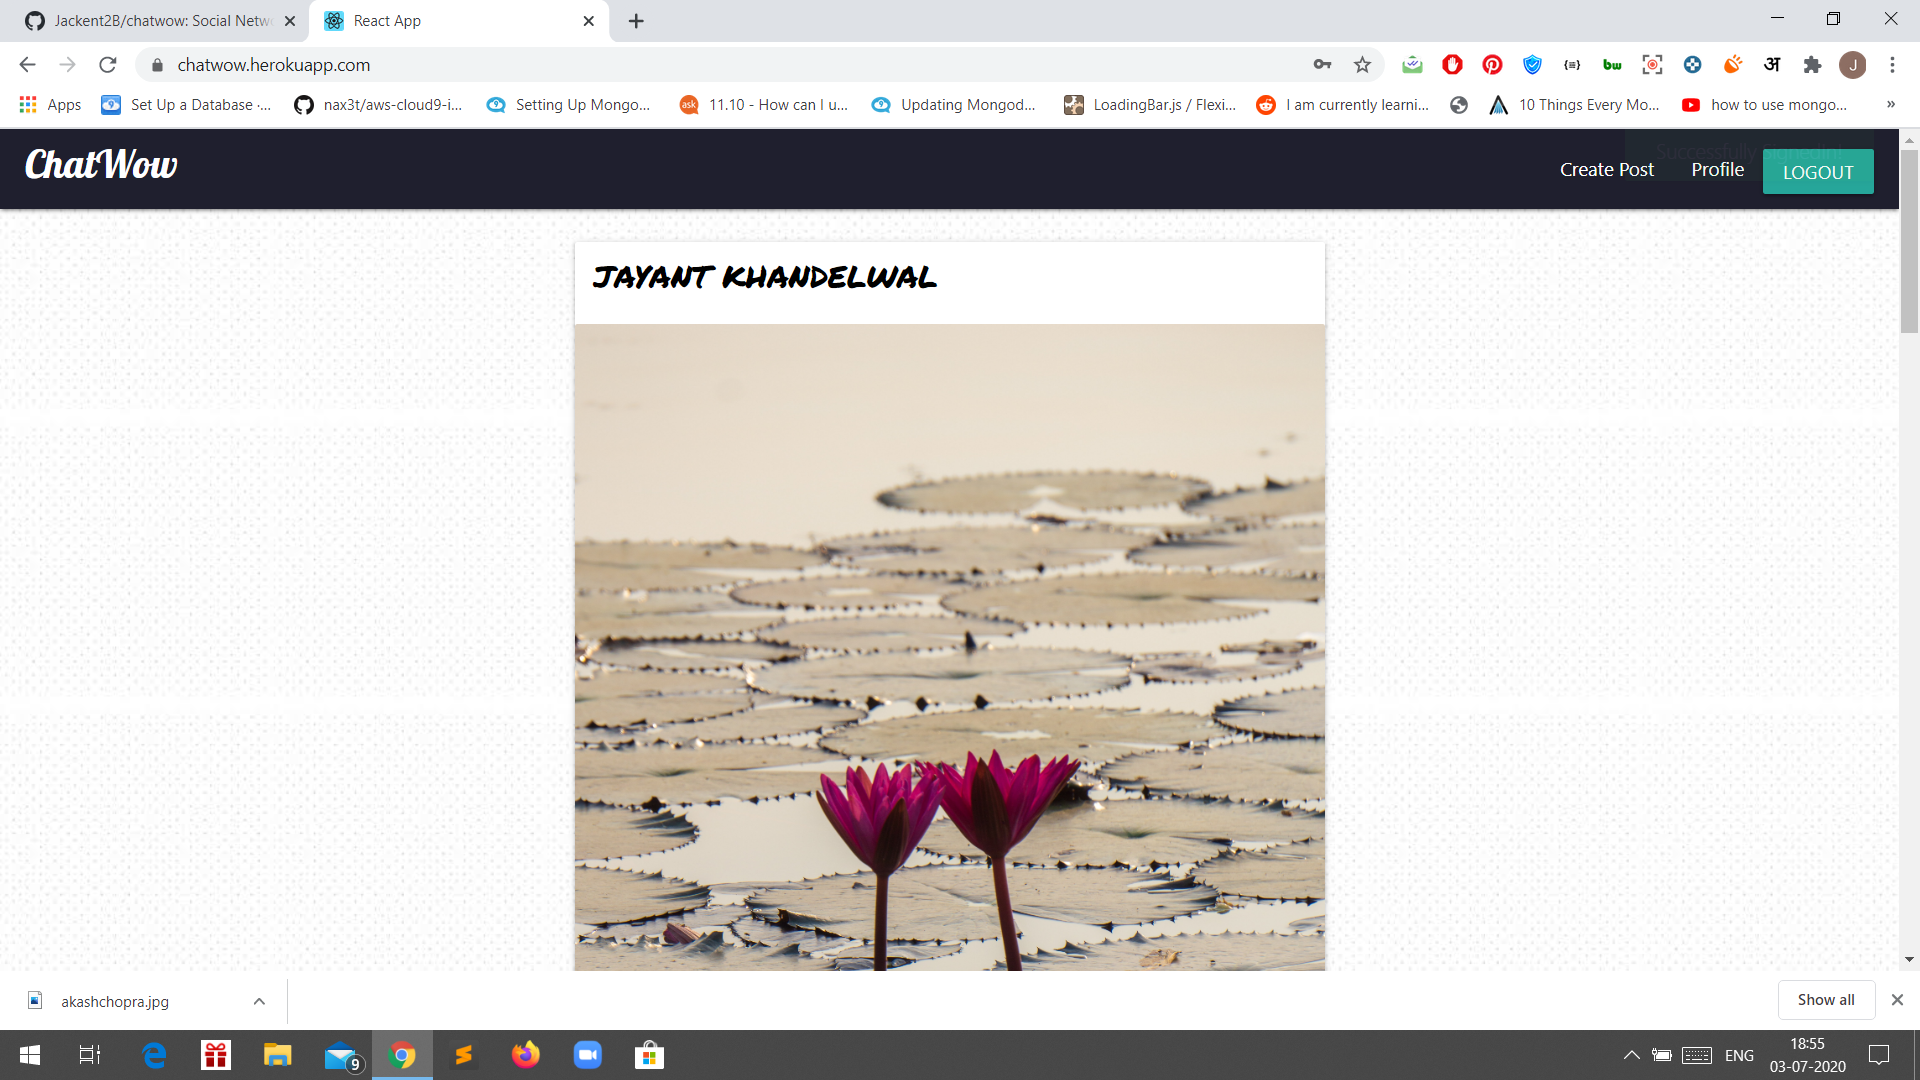 Jackent2B/chatwow: Social Netw
React App
chatwow.herokuapp.com
Apps
Set Up a Database ·...
nax3t/aws-cloud9-i...
Setting Up Mongo...
11.10 - How can I u...
Updating Mongod...
LoadingBar.js / Flexi...
I am currently learni...
10 Things Every Mo...
how to use mongo...
»
ask
bw
अ
J
ChatWow
Create Post
Profile
LOGOUT
JAYANT KHANDELWAL
akashchopra.jpg
Show all
9
ENG
18:55
03-07-2020